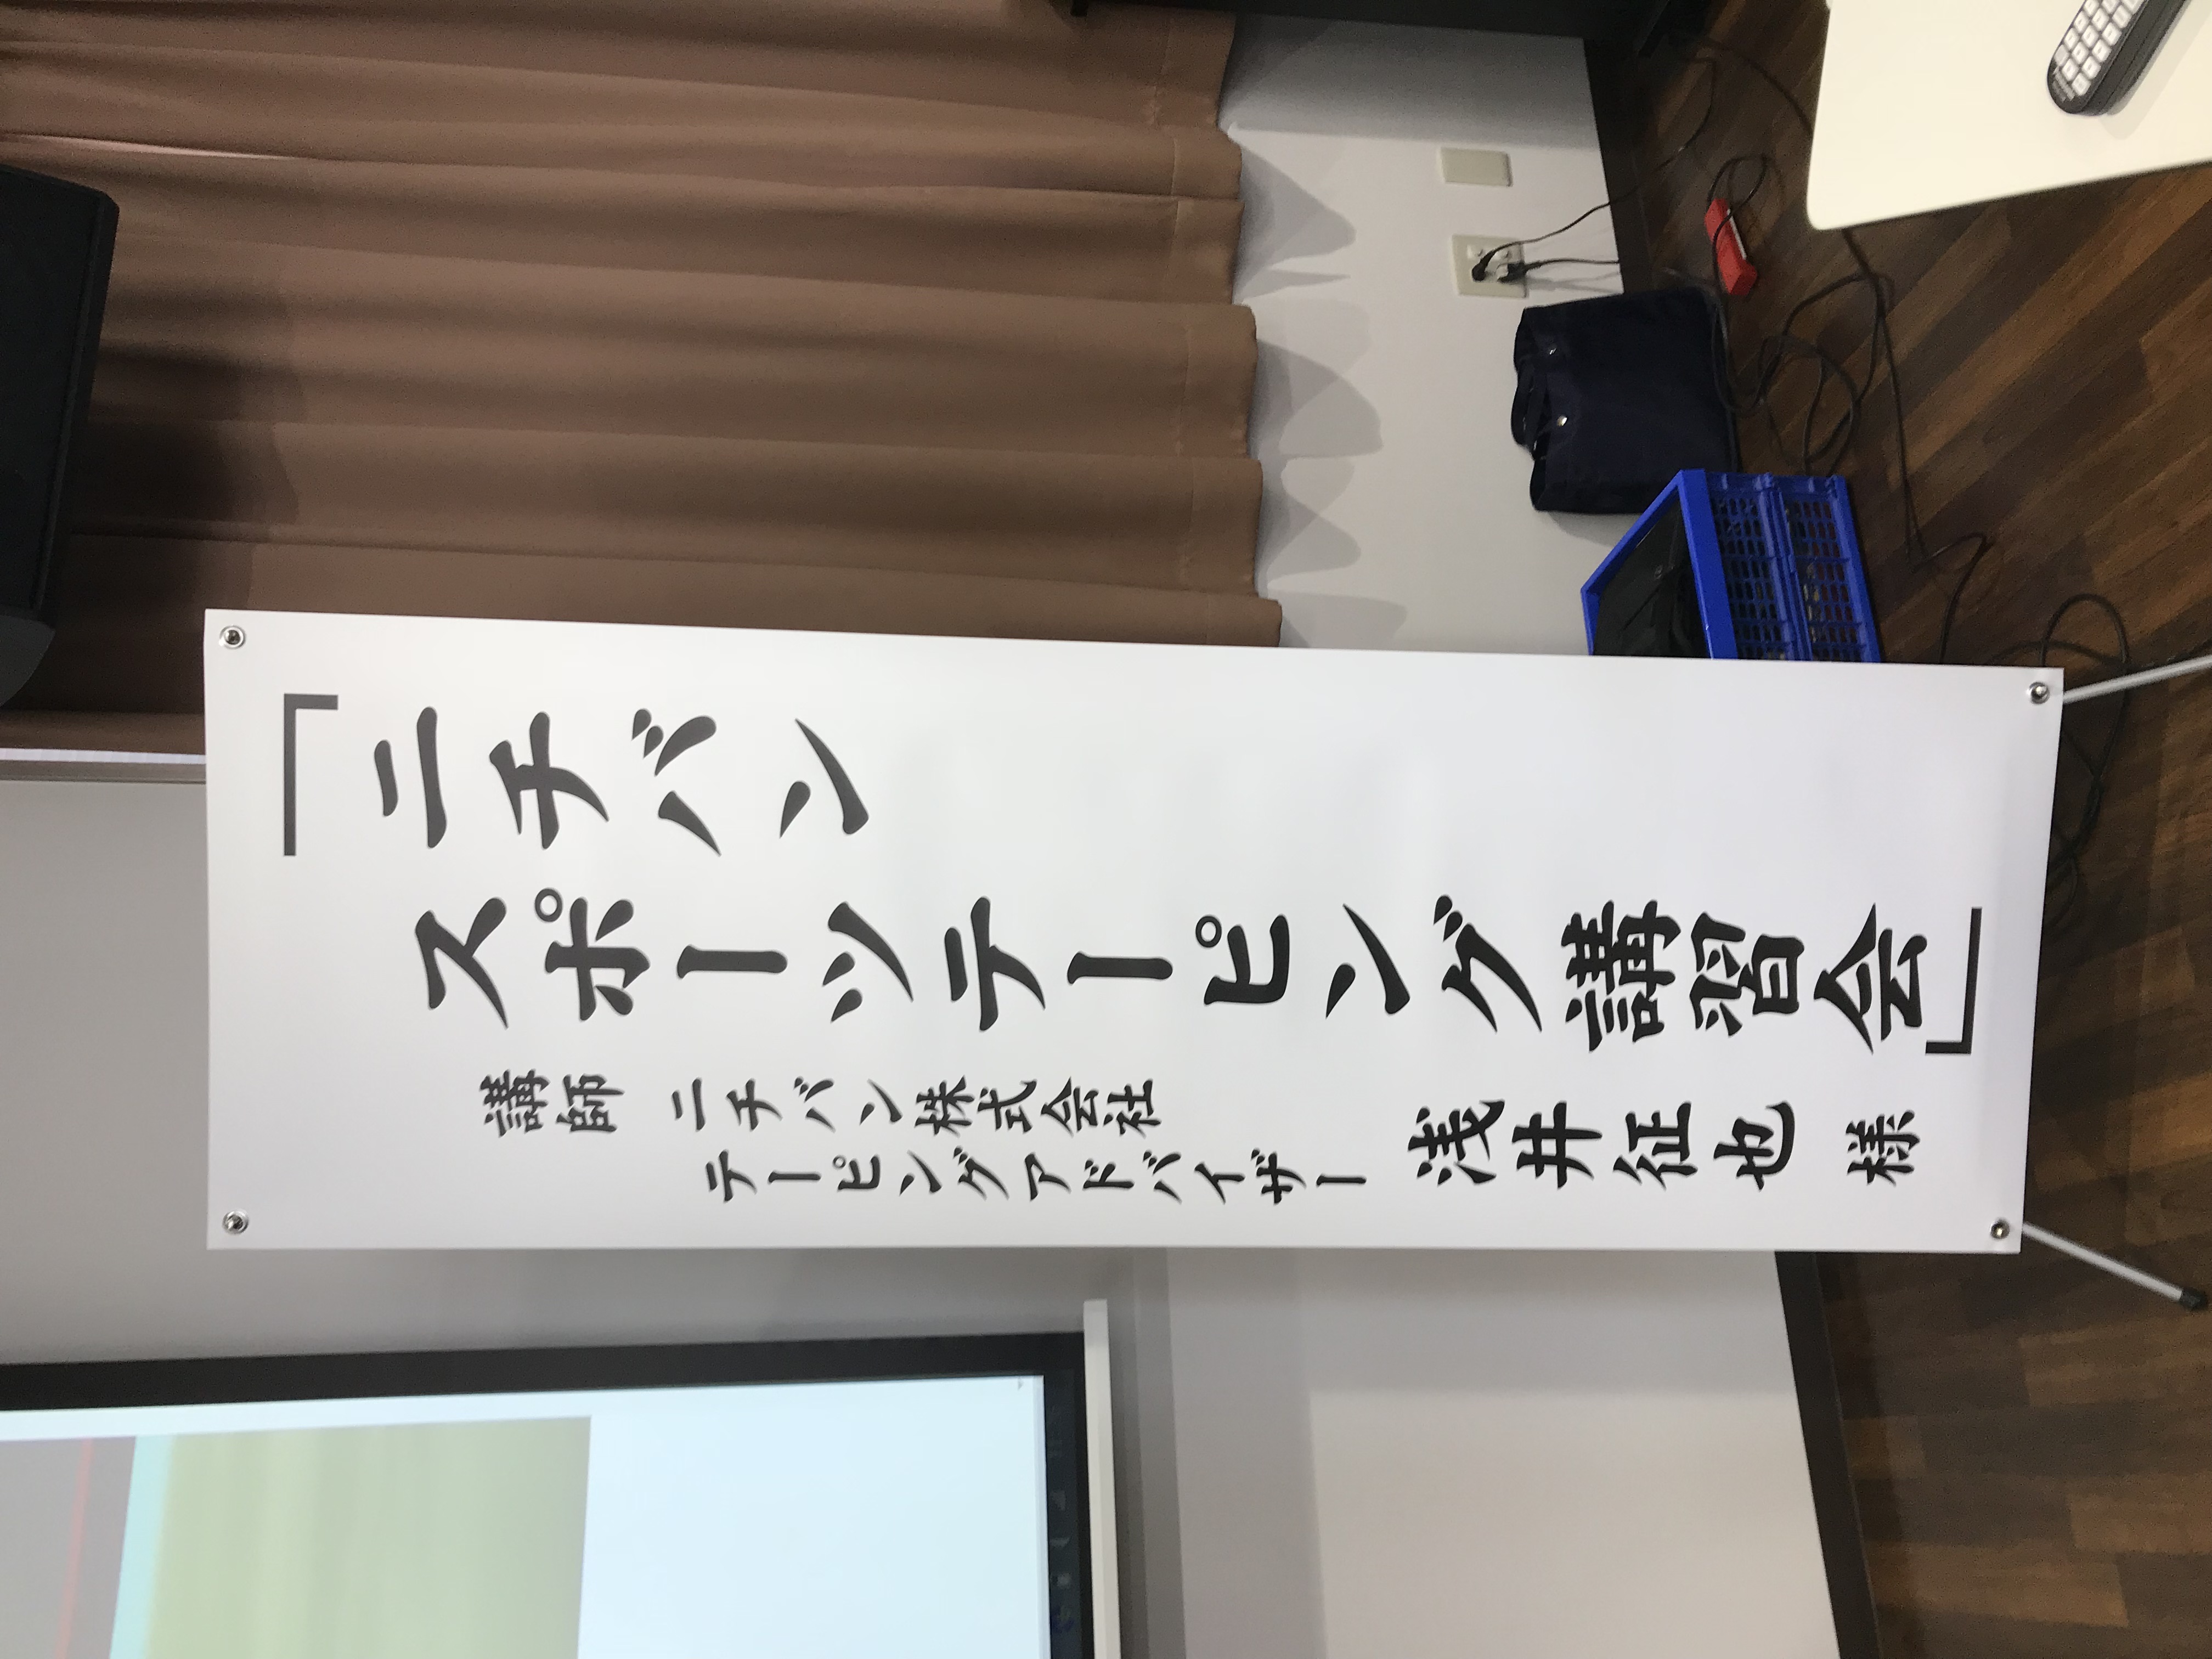 「ニチバン
スポーツテーピング講習会」
講師 ニチバン株式会社
テーピングアドバイザー
浅井征也 様